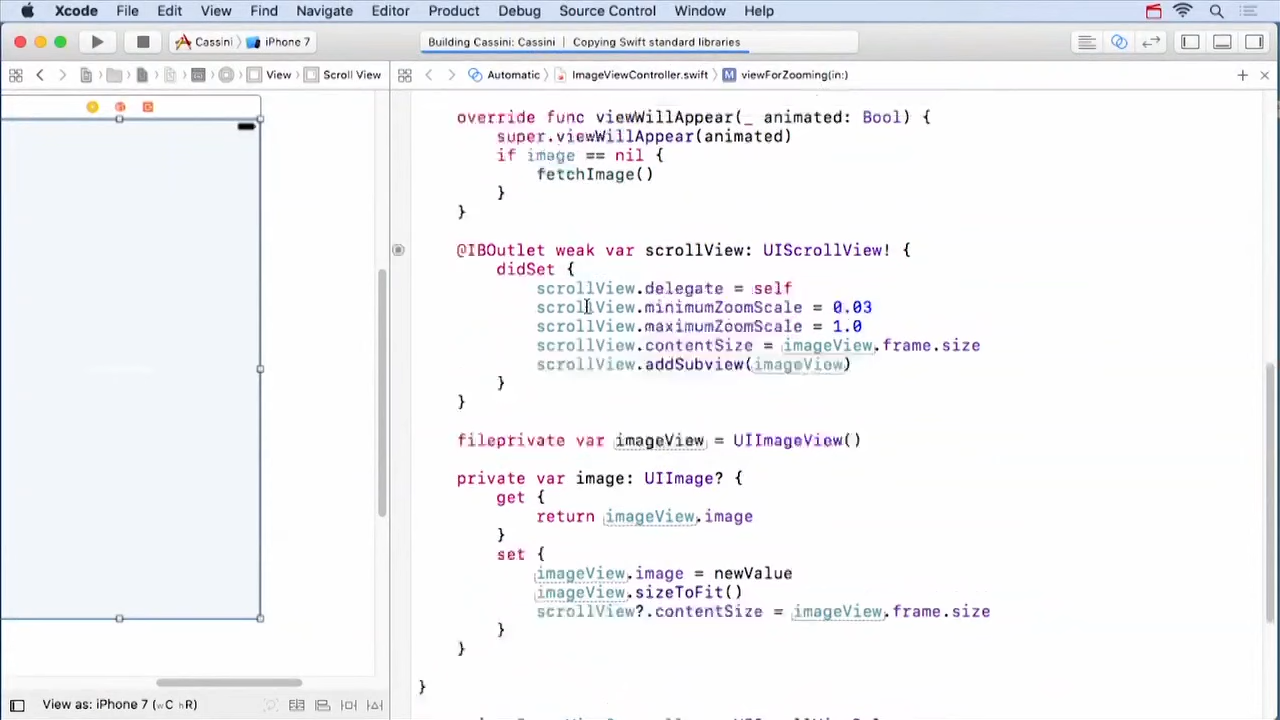 Xcode File Edit View Find Navigate Editor Product Debug Source Control Window Help
Cassini iPhone 7 Building Cassini: Cassini | Copying Swift standard libraries
View Scroll View Automatic ImageViewController.swift M viewForZooming(in:)
override func viewWillAppear(_ animated: Bool) {
super.viewWillAppear(animated)
if image == nil {
fetchImage()
}
}
@IBOutlet weak var scrollView: UIScrollView! {
didSet {
scrollView.delegate = self
scrollView.minimumZoomScale = 0.03
scrollView.maximumZoomScale = 1.0
scrollView.contentSize = imageView.frame.size
scrollView.addSubview(imageView)
}
}
fileprivate var imageView = UIImageView()
private var image: UIImage? {
get {
return imageView.image
}
set {
imageView.image = newValue
imageView.sizeToFit()
scrollView?.contentSize = imageView.frame.size
}
}
}
View as: iPhone 7 (wC hR)